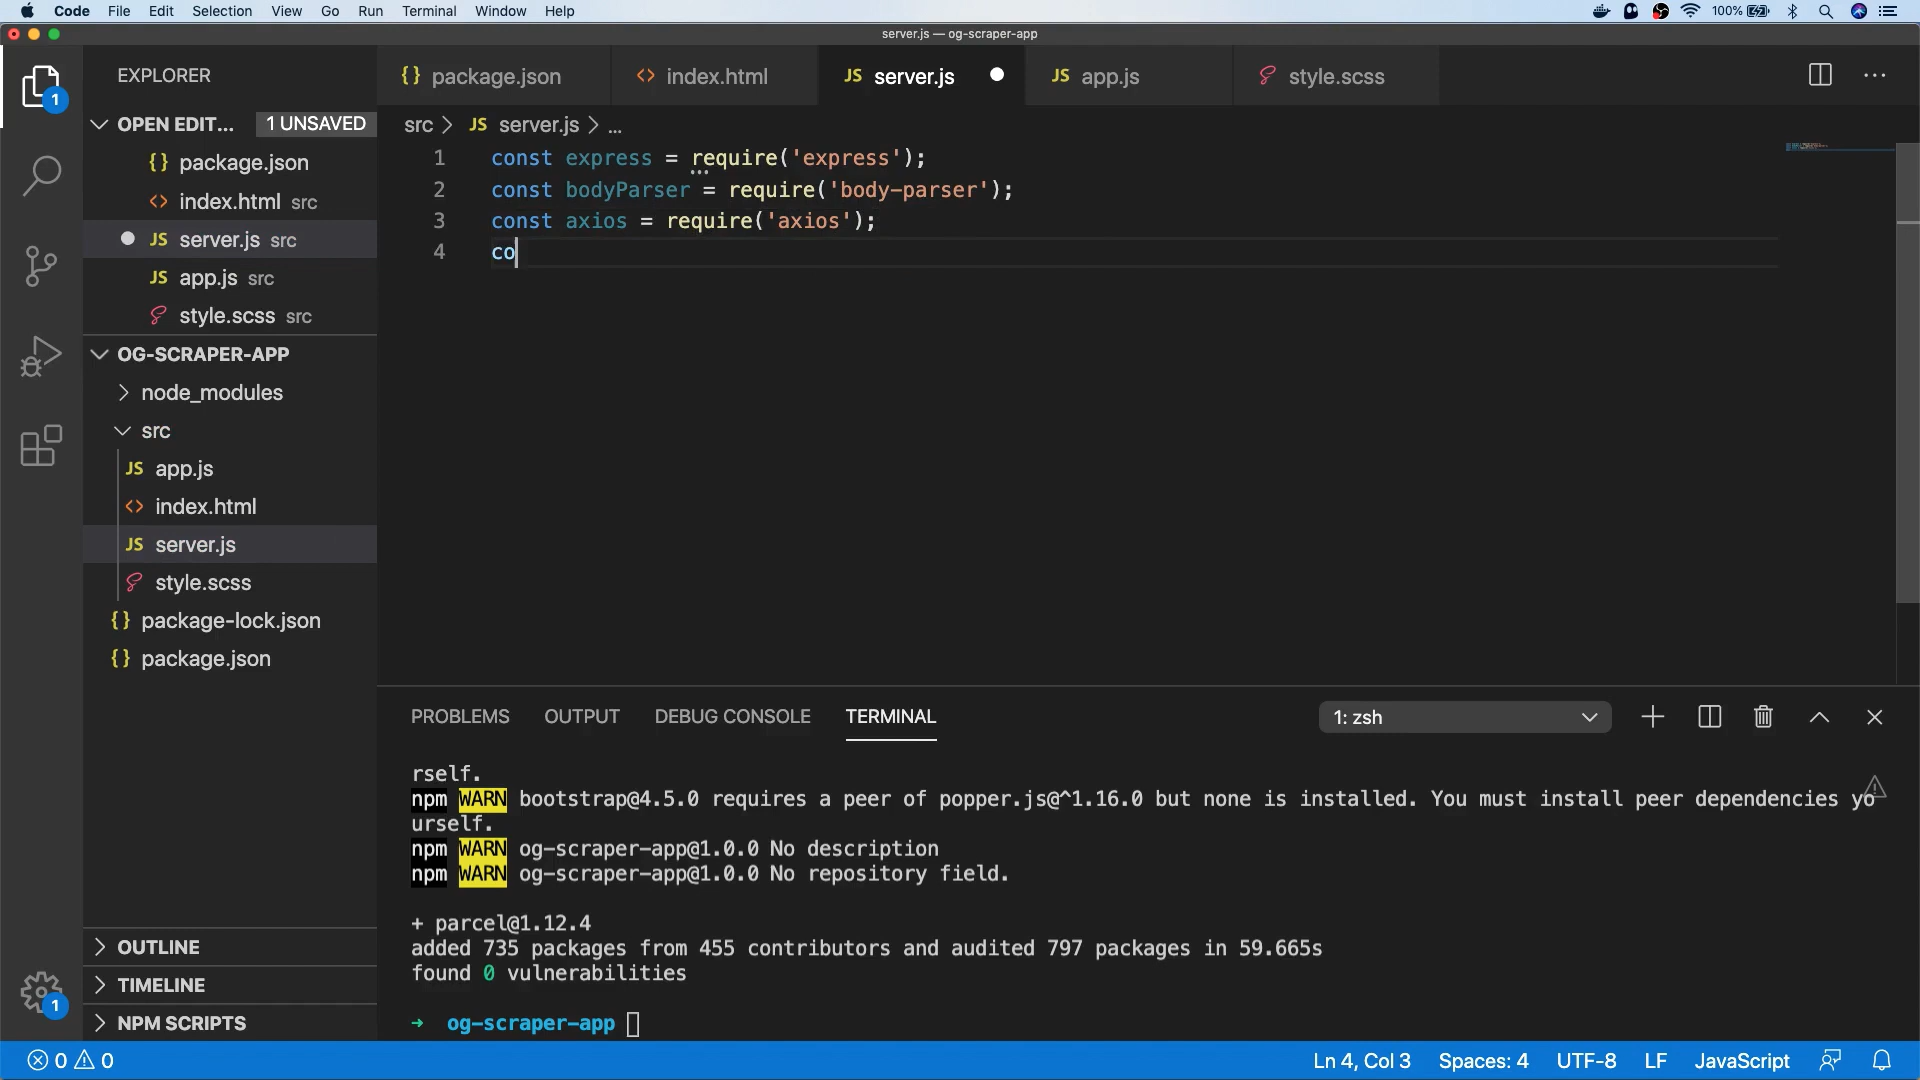 Code File Edit Selection View Go Run Terminal Window Help 100%
server.js — og-scraper-app
EXPLORER
1
OPEN EDIT... 1 UNSAVED
{} package.json
<> index.html src
JS server.js src
JS app.js src
style.scss src
OG-SCRAPER-APP
node_modules
src
JS app.js
<> index.html
JS server.js
style.scss
{} package-lock.json
{} package.json
OUTLINE
TIMELINE
NPM SCRIPTS
1
{} package.json <> index.html JS server.js JS app.js style.scss
src > JS server.js > ...
1 const express = require('express');
2 const bodyParser = require('body-parser');
3 const axios = require('axios');
4 co
PROBLEMS OUTPUT DEBUG CONSOLE TERMINAL 1: zsh
rself.
npm WARN bootstrap@4.5.0 requires a peer of popper.js@^1.16.0 but none is installed. You must install peer dependencies yo
urself.
npm WARN og-scraper-app@1.0.0 No description
npm WARN og-scraper-app@1.0.0 No repository field.
+ parcel@1.12.4
added 735 packages from 455 contributors and audited 797 packages in 59.665s
found 0 vulnerabilities
→ og-scraper-app
0 0 Ln 4, Col 3 Spaces: 4 UTF-8 LF JavaScript